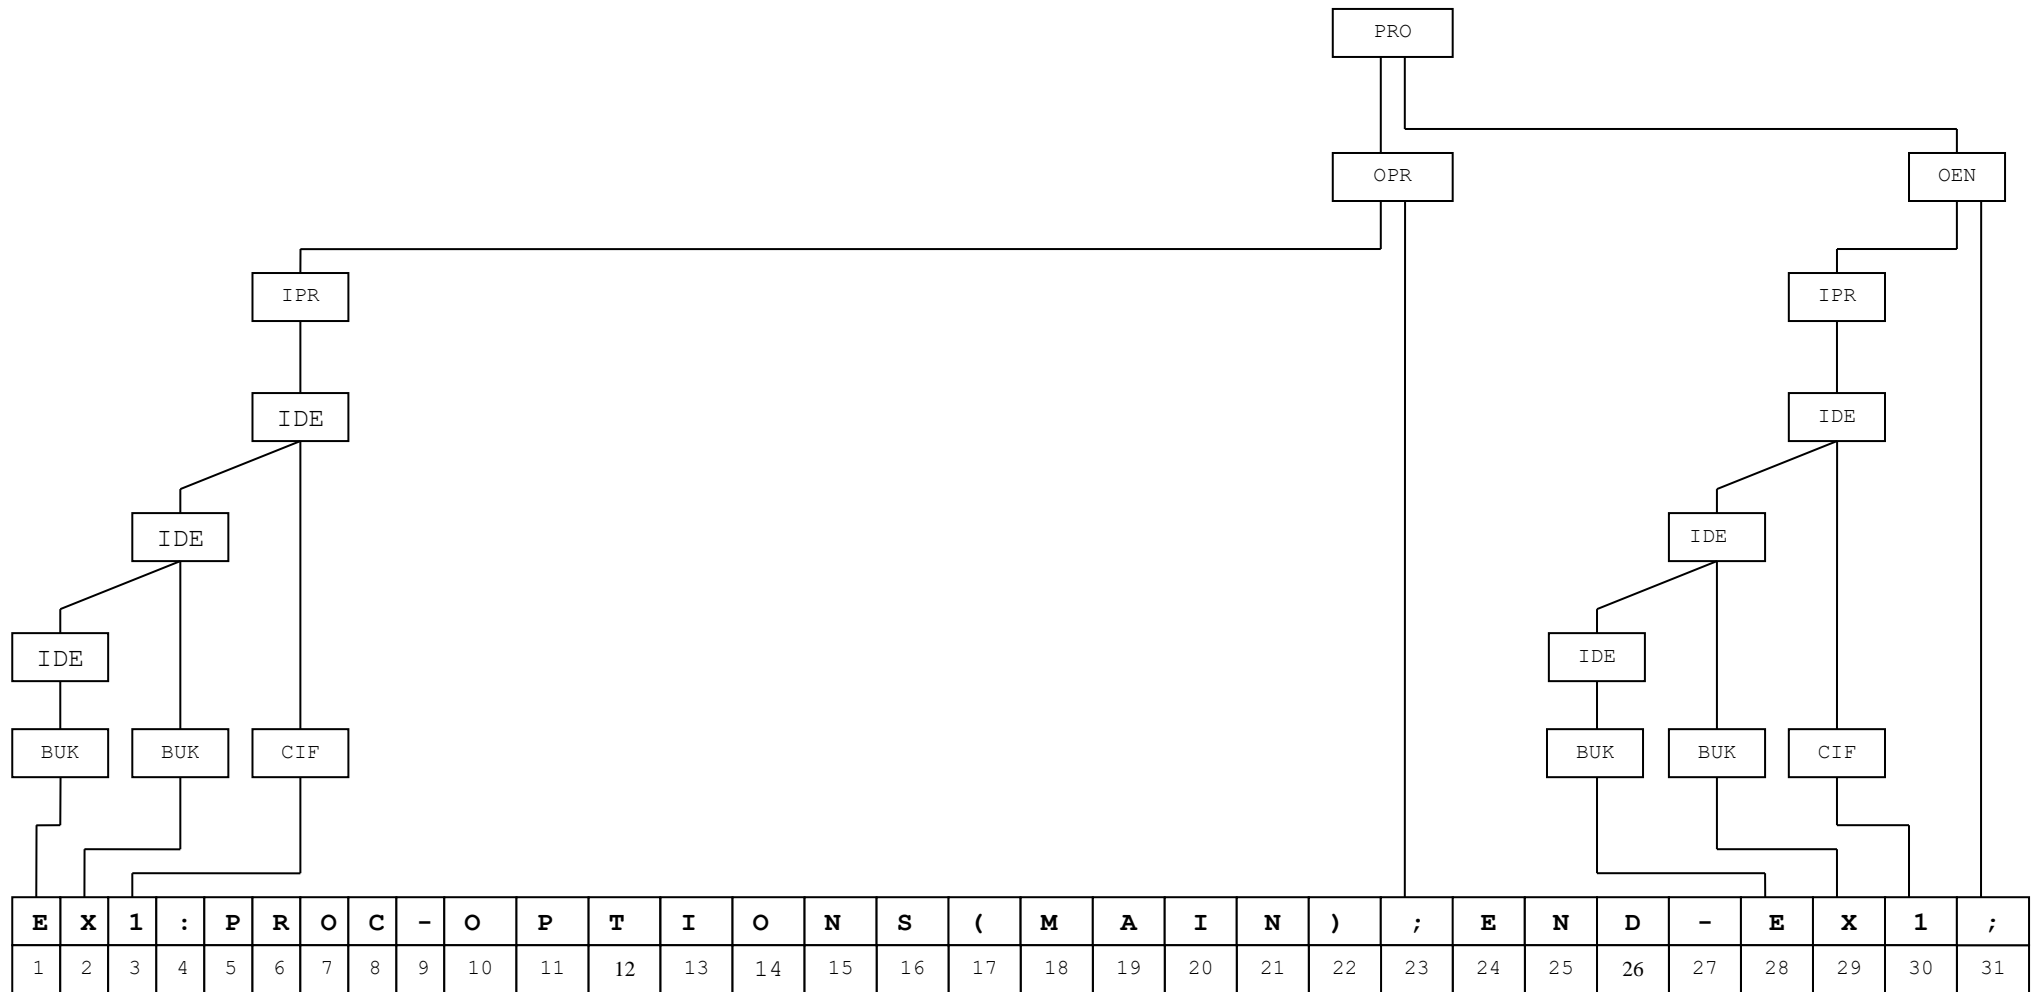 PRO
OPR OEN
IPR IPR
IDE IDE
IDE IDE
IDE IDE
BUK BUK CIF BUK BUK CIF
E X 1 : P R O C - O P T I O N S ( M A I N ) ; E N D - E X 1 ;
1 2 3 4 5 6 7 8 9 10 11 12 13 14 15 16 17 18 19 20 21 22 23 24 25 26 27 28 29 30 31